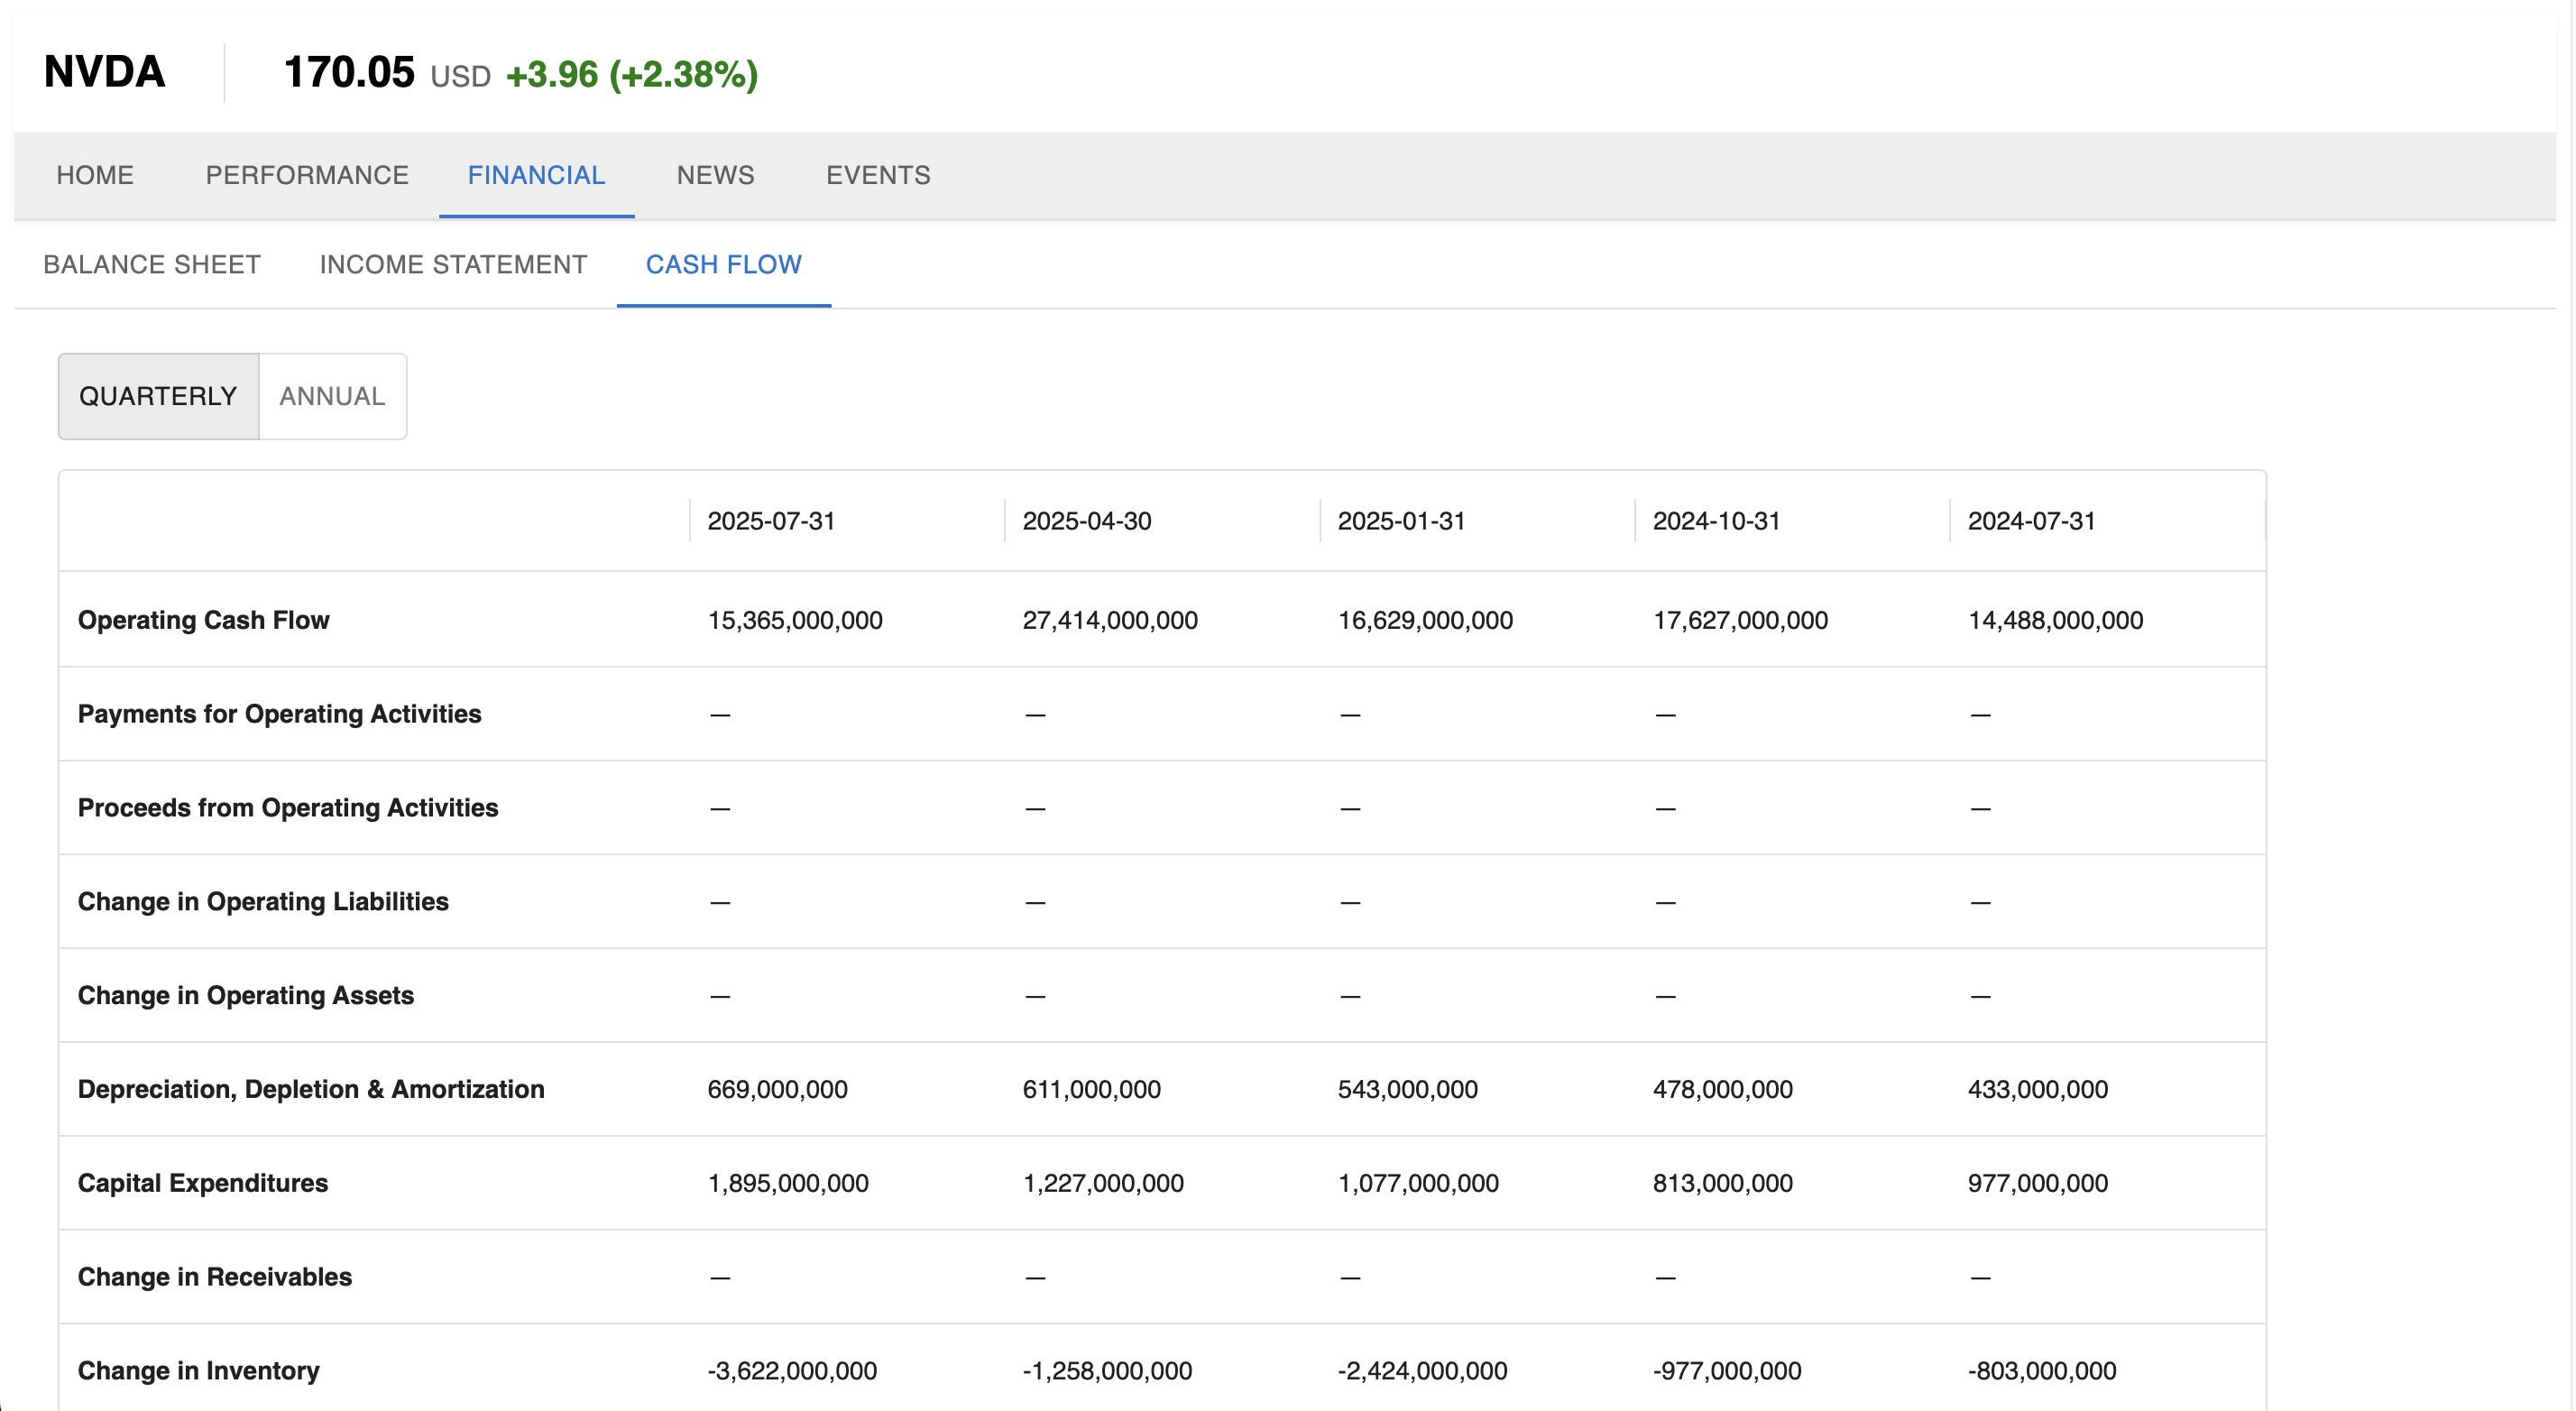 NVDA 170.05 USD +3.96 (+2.38%)
HOME PERFORMANCE FINANCIAL NEWS EVENTS
BALANCE SHEET INCOME STATEMENT CASH FLOW
QUARTERLY ANNUAL
2025-07-31 2025-04-30 2025-01-31 2024-10-31 2024-07-31
Operating Cash Flow 15,365,000,000 27,414,000,000 16,629,000,000 17,627,000,000 14,488,000,000
Payments for Operating Activities — — — — —
Proceeds from Operating Activities — — — — —
Change in Operating Liabilities — — — — —
Change in Operating Assets — — — — —
Depreciation, Depletion & Amortization 669,000,000 611,000,000 543,000,000 478,000,000 433,000,000
Capital Expenditures 1,895,000,000 1,227,000,000 1,077,000,000 813,000,000 977,000,000
Change in Receivables — — — — —
Change in Inventory -3,622,000,000 -1,258,000,000 -2,424,000,000 -977,000,000 -803,000,000